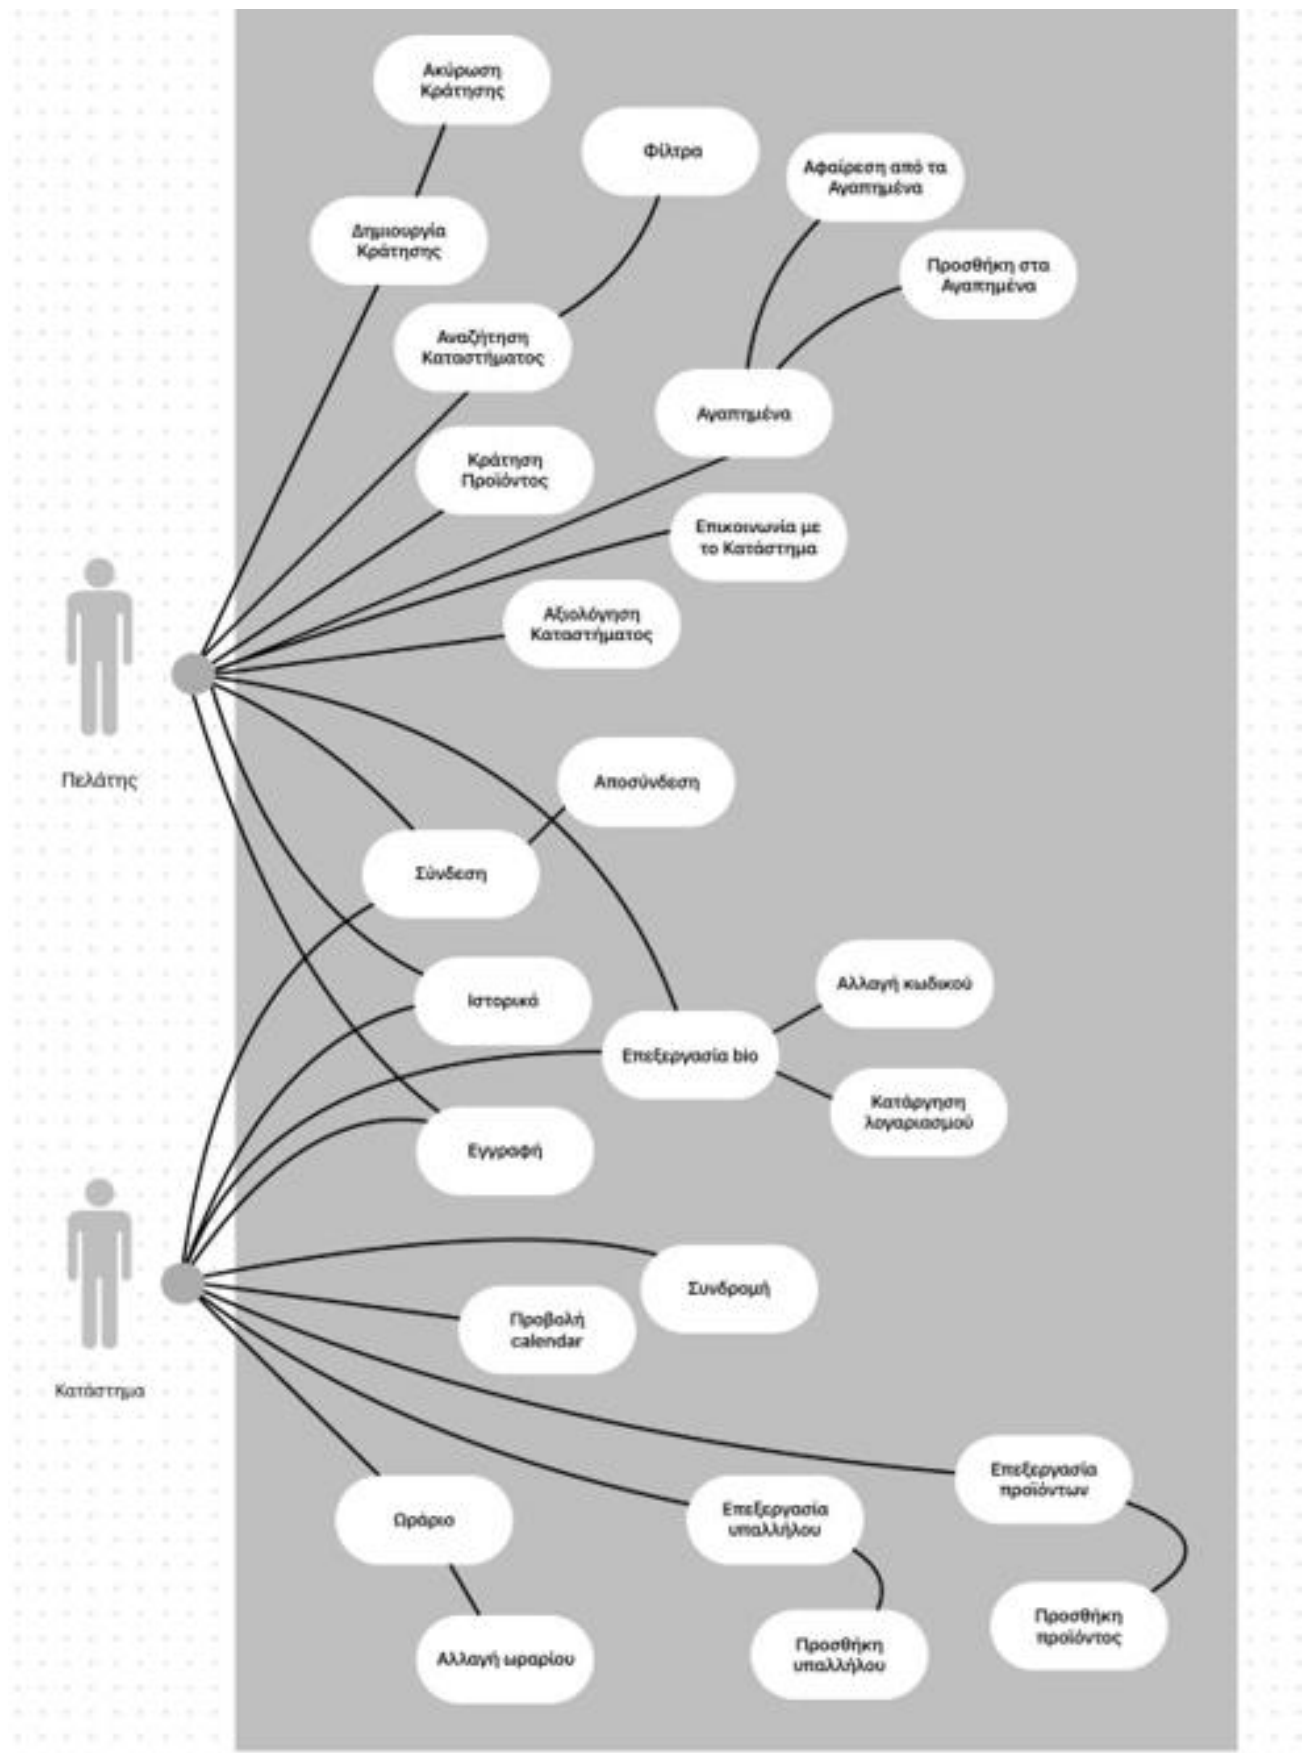 Ακύρωση
Κράτησης
Φίλτρα
Αφαίρεση από τα
Αγαπημένα
Δημιουργία
Κράτησης
Προσθήκη στα
Αγαπημένα
Αναζήτηση
Καταστήματος
Αγαπημένα
Κράτηση
Προϊόντος
Επικοινωνία με
το Κατάστημα
Αξιολόγηση
Καταστήματος
Πελάτης
Αποσύνδεση
Σύνδεση
Αλλαγή κωδικού
Ιστορικό
Επεξεργασία bio
Κατάργηση
λογαριασμού
Εγγραφή
Συνδρομή
Προβολή
calendar
Κατάστημα
Επεξεργασία
προϊόντων
Ωράριο
Επεξεργασία
υπαλλήλου
Προσθήκη
προϊόντος
Αλλαγή ωραρίου
Προσθήκη
υπαλλήλου